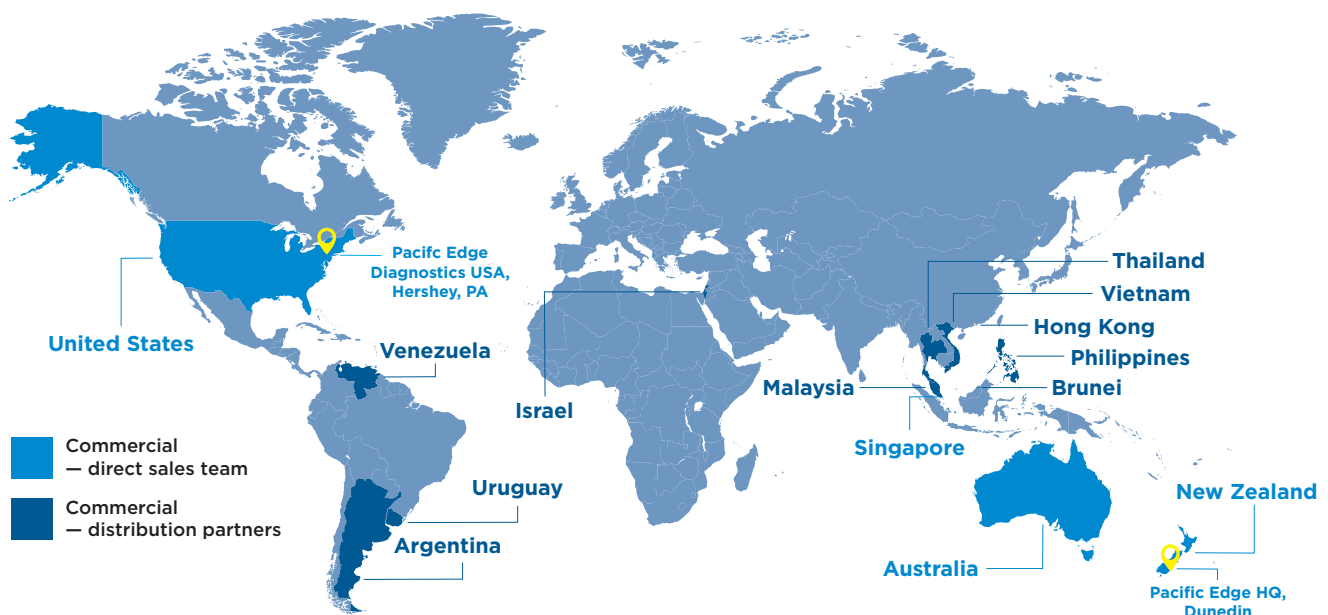 Pacifc Edge
Diagnostics USA,
Hershey, PA
United States
Venezuela
Israel
Uruguay
Argentina
Thailand
Vietnam
Hong Kong
Philippines
Malaysia
Brunei
Singapore
New Zealand
Australia
Pacific Edge HQ,
Dunedin
Commercial
— direct sales team
Commercial
— distribution partners